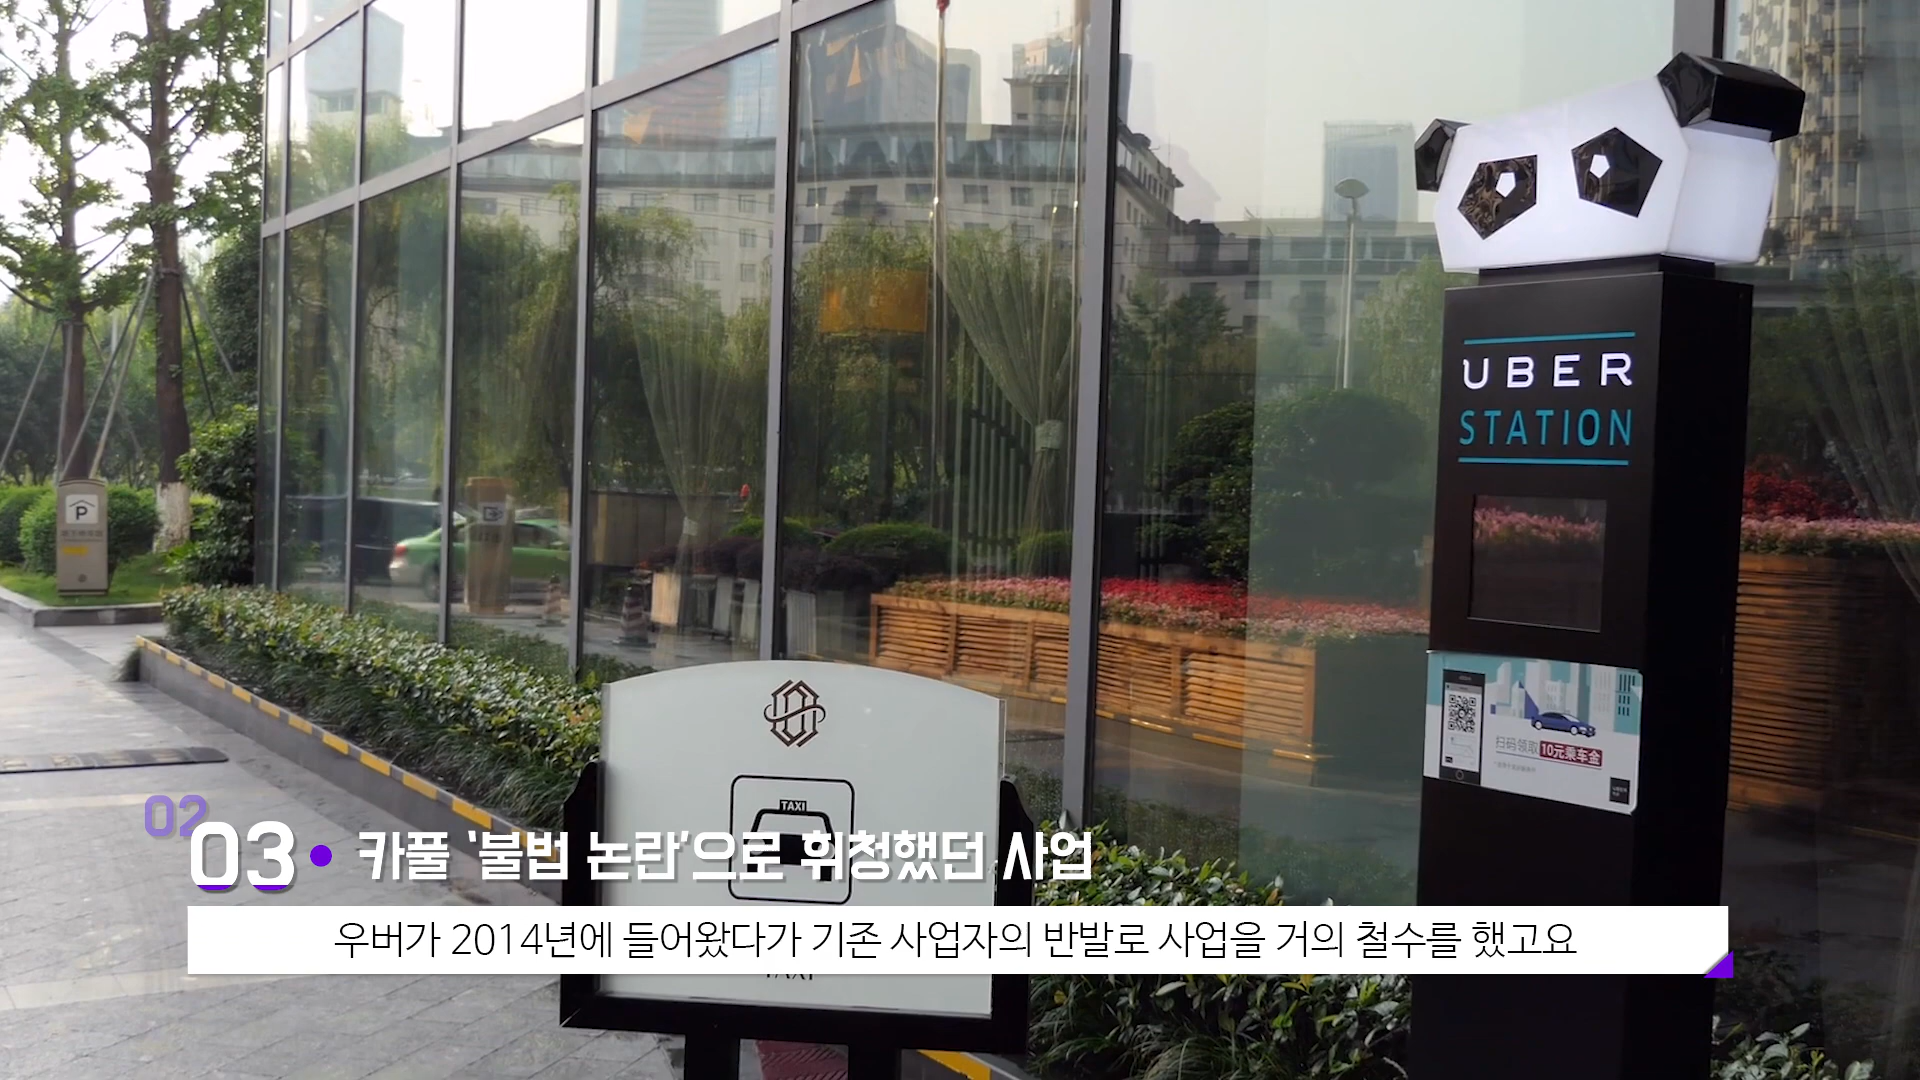 UBER
STATION
P
扫码领取 10元乘车金
TAXI
02
03 • 카풀 ‘불법 논란’으로 휘청했던 사업
우버가 2014년에 들어왔다가 기존 사업자의 반발로 사업을 거의 철수를 했고요
TAXI